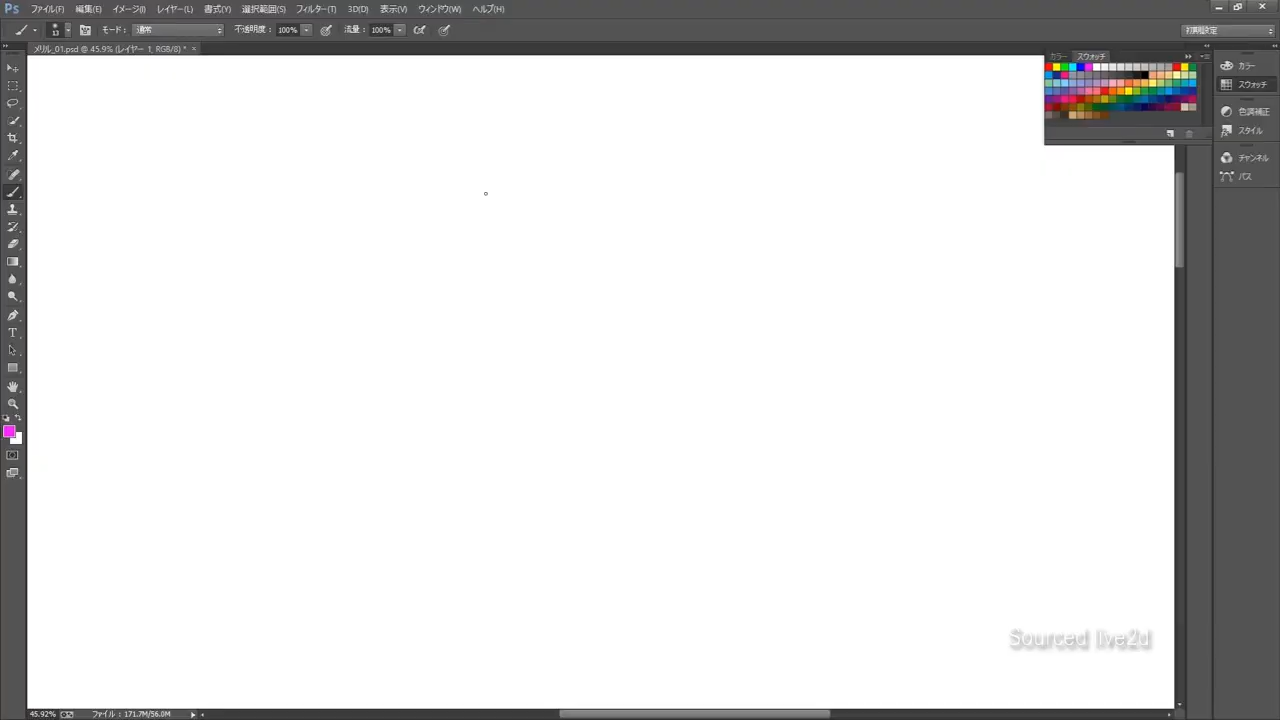 Ps ファイル(F) 編集(E) イメージ(I) レイヤー(L) 書式(Y) 選択範囲(S) フィルター(T) 3D(D) 表示(V) ウィンドウ(W) ヘルプ(H)
13 モード: 通常 不透明度: 100% 流量: 100% 初期設定
メリル_01.psd @ 45.9% (レイヤー 1, RGB/8) * ×
カラー スウォッチ
カラー
スウォッチ
色調補正
スタイル
チャンネル
パス
T
Sourced live2d
45.92% ファイル : 171.7M/56.0M